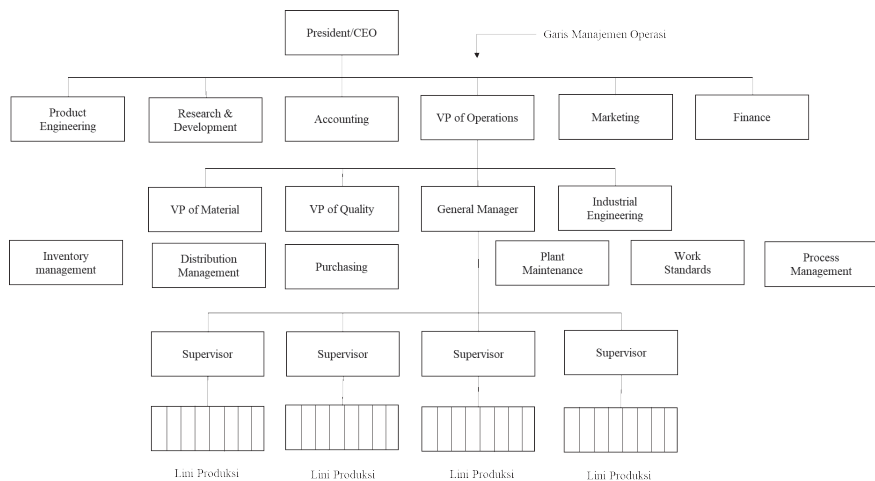 President/CEO
Garis Manajemen Operasi
Product
Engineering
Research &
Development
Accounting
VP of Operations
Marketing
Finance
VP of Material
VP of Quality
General Manager
Industrial
Engineering
Inventory
management
Distribution
Management
Purchasing
Plant
Maintenance
Work
Standards
Process
Management
Supervisor
Supervisor
Supervisor
Supervisor
Lini Produksi
Lini Produksi
Lini Produksi
Lini Produksi